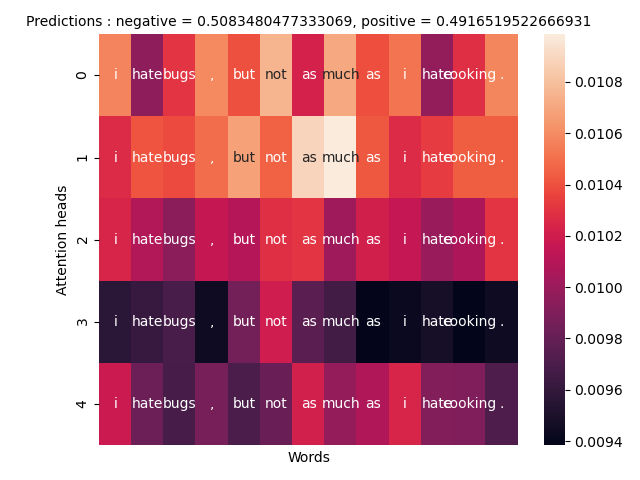 Predictions : negative = 0.5083480477333069, positive = 0.4916519522666931
0 i hate bugs , but not as much as i hate cooking .
1 i hate bugs , but not as much as i hate cooking .
2 i hate bugs , but not as much as i hate cooking .
3 i hate bugs , but not as much as i hate cooking .
4 i hate bugs , but not as much as i hate cooking .
Attention heads
Words
0.0108
0.0106
0.0104
0.0102
0.0100
0.0098
0.0096
0.0094